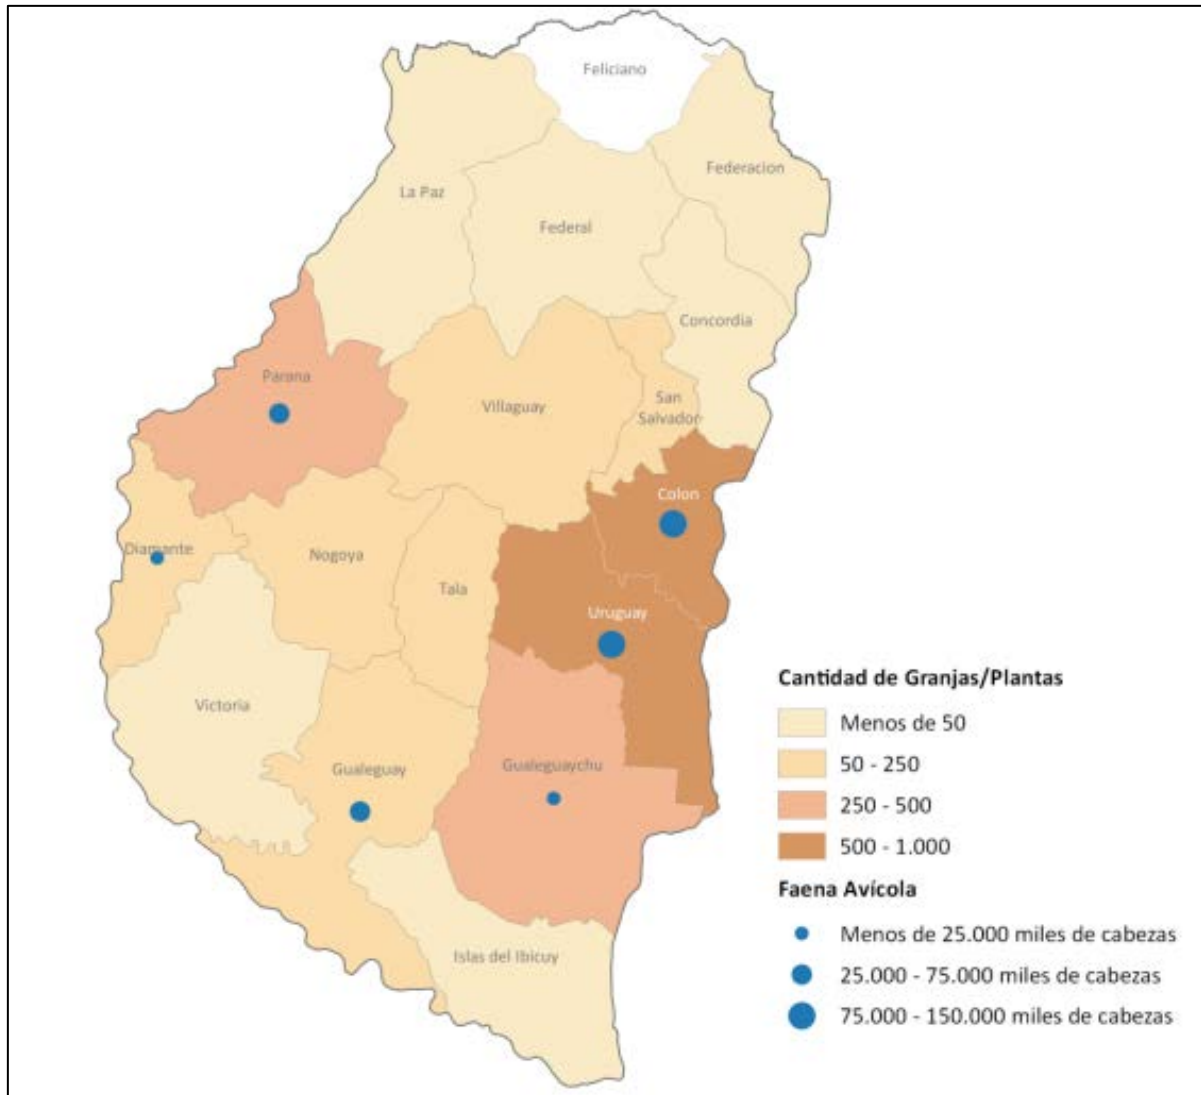 Feliciano
Federacion
La Paz
Federal
Concordia
Parana
San
Salvador
Villaguay
Colon
Diamante
Nogoya
Tala
Uruguay
Victoria
Gualeguay
Gualeguaychu
Islas del Ibicuy
Cantidad de Granjas/Plantas
Menos de 50
50 - 250
250 - 500
500 - 1.000
Faena Avícola
Menos de 25.000 miles de cabezas
25.000 - 75.000 miles de cabezas
75.000 - 150.000 miles de cabezas